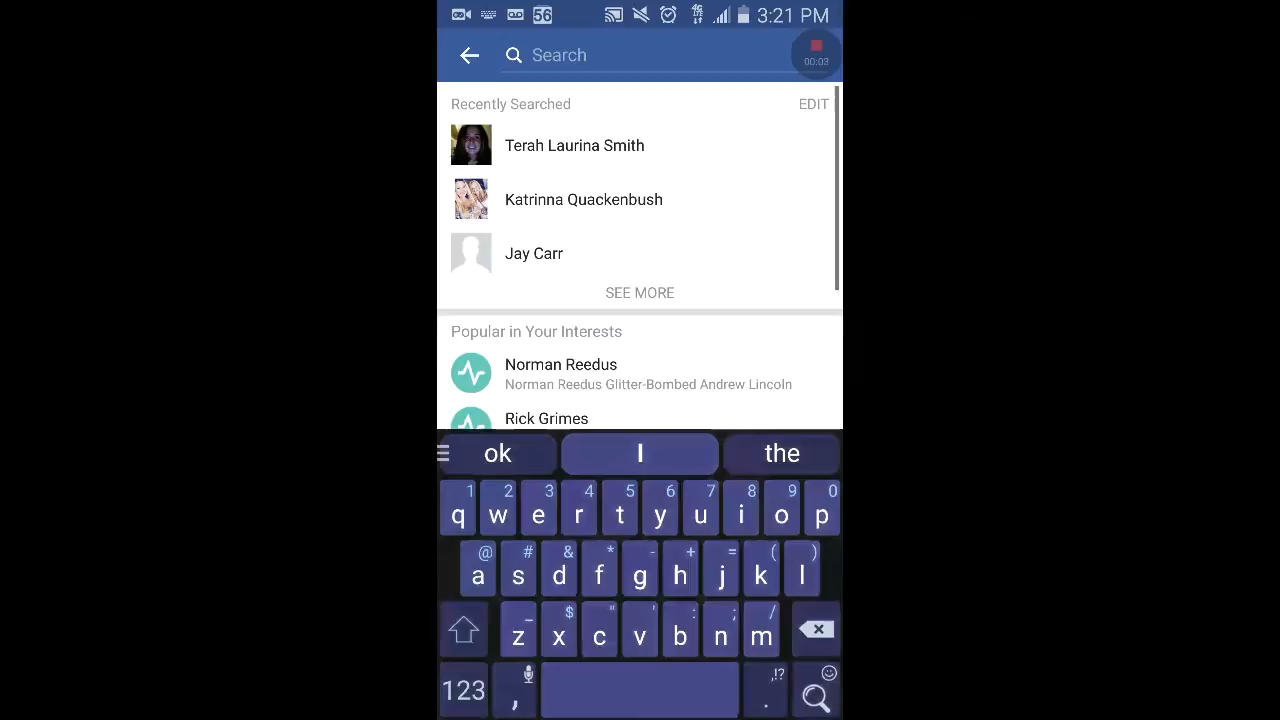 56 4G 3:21 PM
Search
00:03
Recently Searched EDIT
Terah Laurina Smith
Katrinna Quackenbush
Jay Carr
SEE MORE
Popular in Your Interests
Norman Reedus
Norman Reedus Glitter-Bombed Andrew Lincoln
Rick Grimes
ok I the
1 2 3 4 5 6 7 8 9 0
q w e r t y u i o p
@ # & * - + = ( )
a s d f g h j k l
_ $ " ' : ; /
z x c v b n m
,!?
123 , .